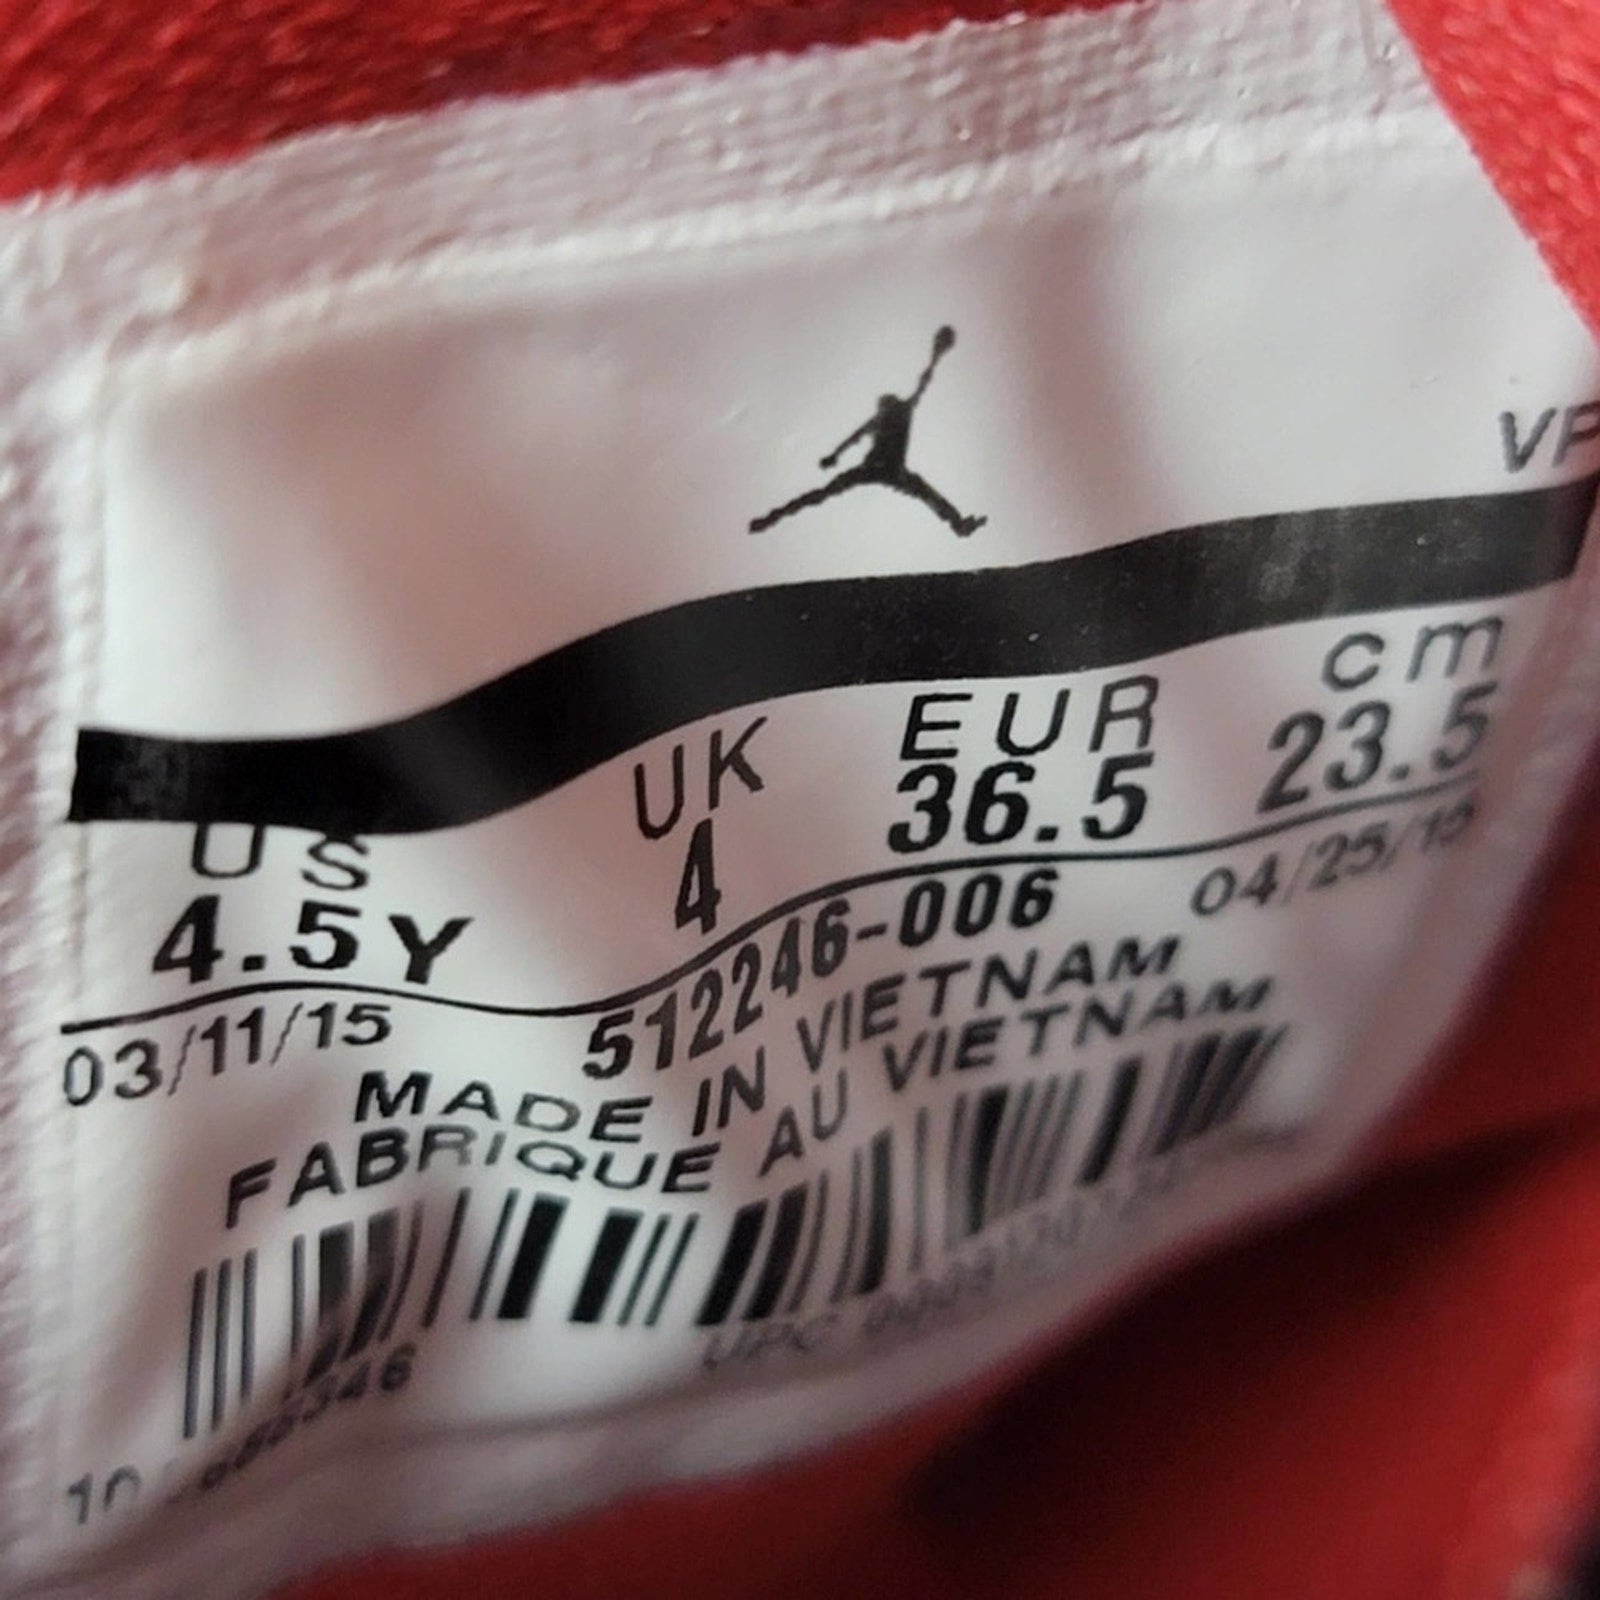 VP
US UK EUR cm
4.5Y 4 36.5 23.5
03/11/15 512246-006 04/25/15
MADE IN VIETNAM
FABRIQUE AU VIETNAM
UPC